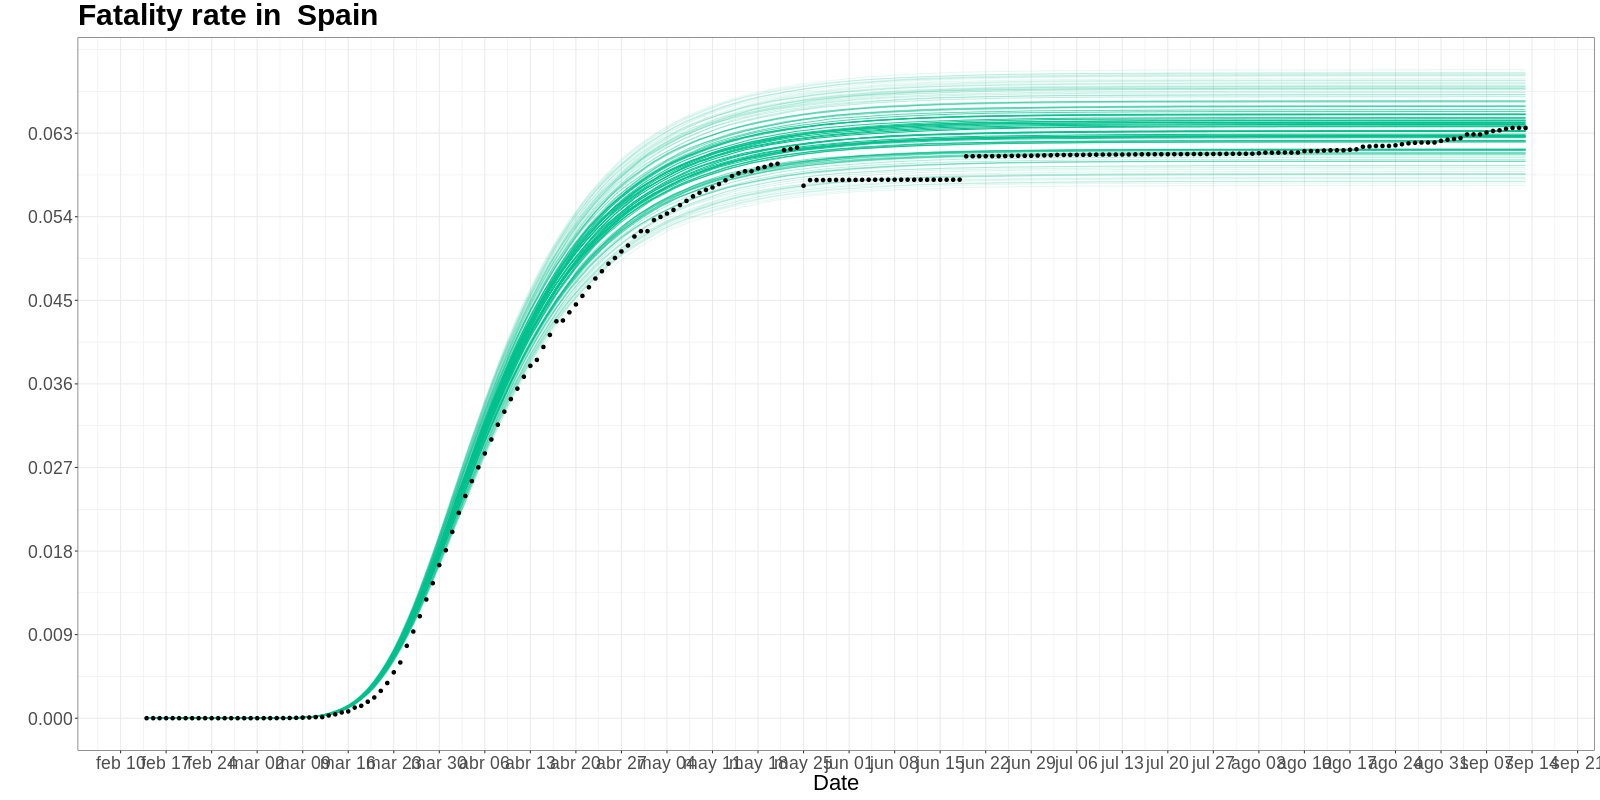 Fatality rate in  Spain
0.063
0.054
0.045
0.036
0.027
0.018
0.009
0.000
feb 10 feb 17 feb 24 mar 02 mar 09 mar 16 mar 23 mar 30 abr 06 abr 13 abr 20 abr 27 may 04 may 11 may 18 may 25 jun 01 jun 08 jun 15 jun 22 jun 29 jul 06 jul 13 jul 20 jul 27 ago 03 ago 10 ago 17 ago 24 ago 31 sep 07 sep 14 sep 21
Date